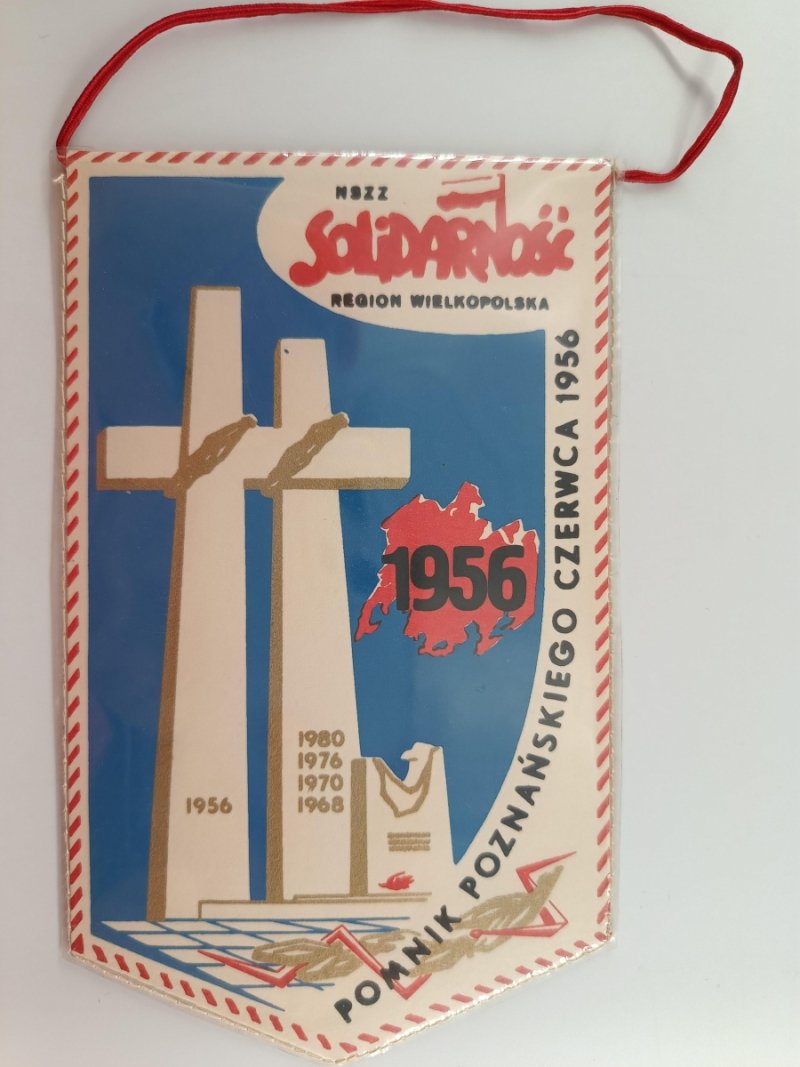 NSZZ
SOLIDARNOŚĆ
REGION WIELKOPOLSKA
1956
1980
1976
1970
1968
1956
POMNIK POZNAŃSKIEGO CZERWCA 1956